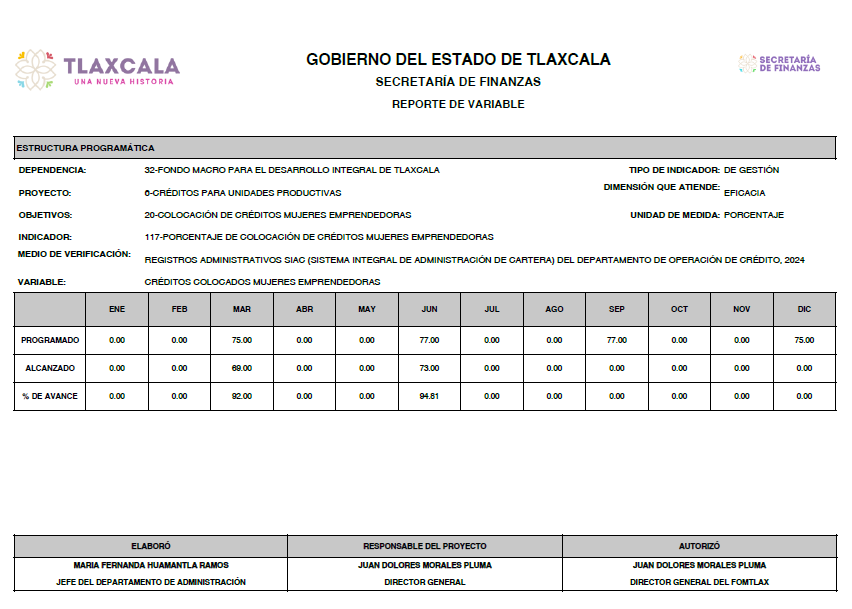 TLAXCALA
UNA NUEVA HISTORIA
GOBIERNO DEL ESTADO DE TLAXCALA
SECRETARÍA DE FINANZAS
REPORTE DE VARIABLE
SECRETARÍA
DE FINANZAS
ESTRUCTURA PROGRAMÁTICA
DEPENDENCIA: 32-FONDO MACRO PARA EL DESARROLLO INTEGRAL DE TLAXCALA TIPO DE INDICADOR: DE GESTIÓN
PROYECTO: 6-CRÉDITOS PARA UNIDADES PRODUCTIVAS DIMENSIÓN QUE ATIENDE: EFICACIA
OBJETIVOS: 20-COLOCACIÓN DE CRÉDITOS MUJERES EMPRENDEDORAS UNIDAD DE MEDIDA: PORCENTAJE
INDICADOR: 117-PORCENTAJE DE COLOCACIÓN DE CRÉDITOS MUJERES EMPRENDEDORAS
MEDIO DE VERIFICACIÓN: REGISTROS ADMINISTRATIVOS SIAC (SISTEMA INTEGRAL DE ADMINISTRACIÓN DE CARTERA) DEL DEPARTAMENTO DE OPERACIÓN DE CRÉDITO, 2024
VARIABLE: CRÉDITOS COLOCADOS MUJERES EMPRENDEDORAS
ENE FEB MAR ABR MAY JUN JUL AGO SEP OCT NOV DIC
PROGRAMADO 0.00 0.00 75.00 0.00 0.00 77.00 0.00 0.00 77.00 0.00 0.00 75.00
ALCANZADO 0.00 0.00 69.00 0.00 0.00 73.00 0.00 0.00 0.00 0.00 0.00 0.00
% DE AVANCE 0.00 0.00 92.00 0.00 0.00 94.81 0.00 0.00 0.00 0.00 0.00 0.00
ELABORÓ RESPONSABLE DEL PROYECTO AUTORIZÓ
MARIA FERNANDA HUAMANTLA RAMOS JUAN DOLORES MORALES PLUMA JUAN DOLORES MORALES PLUMA
JEFE DEL DEPARTAMENTO DE ADMINISTRACIÓN DIRECTOR GENERAL DIRECTOR GENERAL DEL FOMTLAX